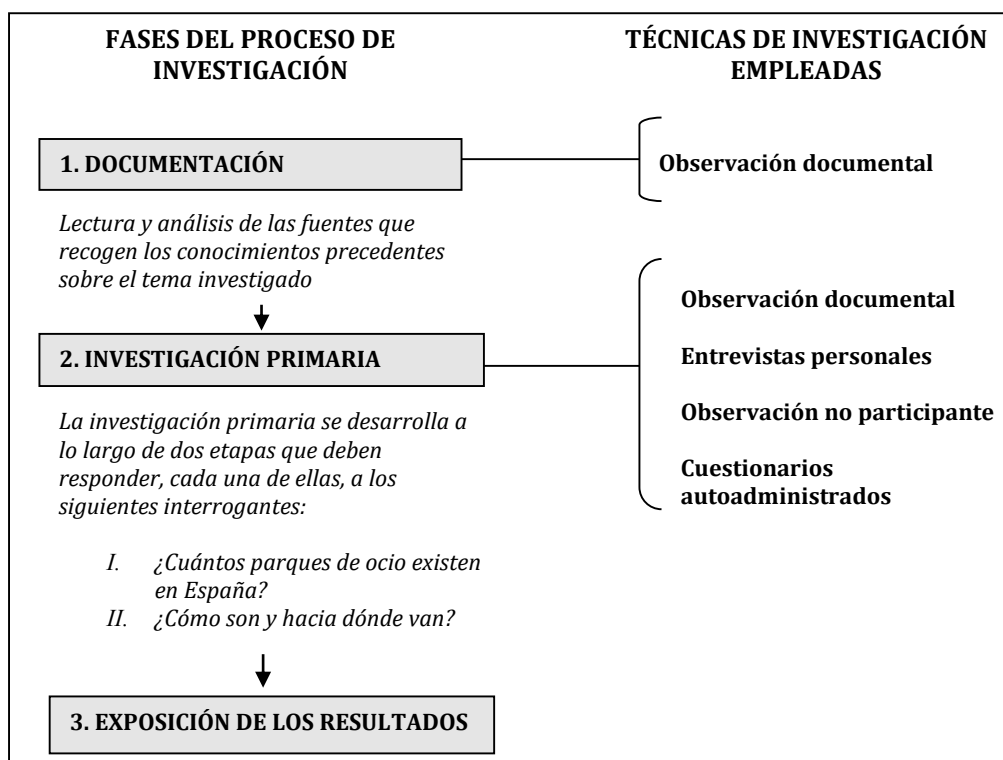 FASES DEL PROCESO DE
INVESTIGACIÓN
TÉCNICAS DE INVESTIGACIÓN
EMPLEADAS
1. DOCUMENTACIÓN
Observación documental
Lectura y análisis de las fuentes que
recogen los conocimientos precedentes
sobre el tema investigado
2. INVESTIGACIÓN PRIMARIA
Observación documental
Entrevistas personales
Observación no participante
Cuestionarios
autoadministrados
La investigación primaria se desarrolla a
lo largo de dos etapas que deben
responder, cada una de ellas, a los
siguientes interrogantes:
I. ¿Cuántos parques de ocio existen
en España?
II. ¿Cómo son y hacia dónde van?
3. EXPOSICIÓN DE LOS RESULTADOS